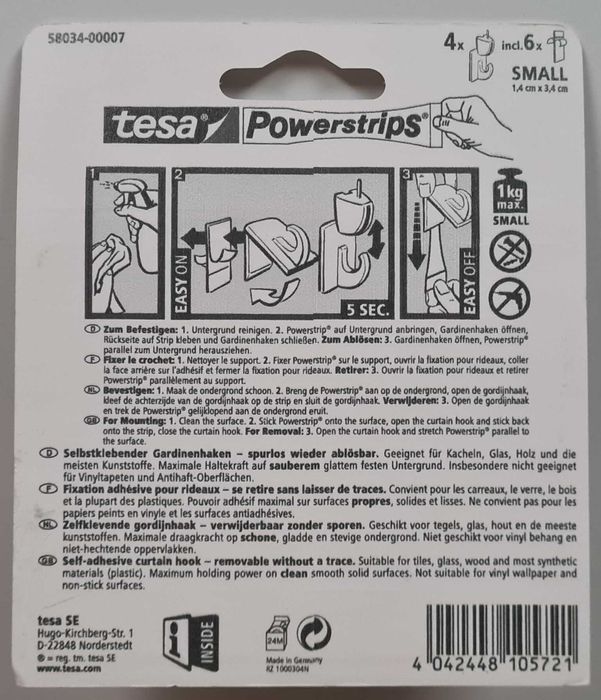 58034-00007
4x incl. 6x
SMALL
1,4 cm x 3,4 cm
tesa® Powerstrips®
1
2
3
1kg
max.
SMALL
EASY ON
5 SEC.
EASY OFF
D Zum Befestigen: 1. Untergrund reinigen. 2. Powerstrip® auf Untergrund anbringen, Gardinenhaken öffnen,
Rückseite auf Strip kleben und Gardinenhaken schließen. Zum Ablösen: 3. Gardinenhaken öffnen, Powerstrip®
parallel zum Untergrund herausziehen.
F Fixer le crochet: 1. Nettoyer le support. 2. Fixer Powerstrip® sur le support, ouvrir la fixation pour rideaux, coller
la face arrière sur l'adhésif et fermer la fixation pour rideaux. Retirer: 3. Ouvrir la fixation pour rideaux et retirer
Powerstrip® parallèlement au support.
NL Bevestigen: 1. Maak de ondergrond schoon. 2. Breng de Powerstrip® aan op de ondergrond, open de gordijnhaak,
kleef de achterzijde van de gordijnhaak op de strip en sluit de gordijnhaak. Verwijderen: 3. Open de gordijnhaak
en trek de Powerstrip® gelijklopend aan de ondergrond eruit.
GB For Mounting: 1. Clean the surface. 2. Stick Powerstrip® onto the surface, open the curtain hook and stick back
onto the strip, close the curtain hook. For Removal: 3. Open the curtain hook and stretch Powerstrip® parallel to
the surface.
D Selbstklebender Gardinenhaken – spurlos wieder ablösbar. Geeignet für Kacheln, Glas, Holz und die
meisten Kunststoffe. Maximale Haltekraft auf sauberem glattem festen Untergrund. Insbesondere nicht geeignet
für Vinyltapeten und Antihaft-Oberflächen.
F Fixation adhésive pour rideaux – se retire sans laisser de traces. Convient pour les carreaux, le verre, le bois
et la plupart des plastiques. Pouvoir adhésif maximal sur surfaces propres, solides et lisses. Ne convient pas pour les
papiers peints en vinyle et les surfaces antiadhésives.
NL Zelfklevende gordijnhaak – verwijderbaar zonder sporen. Geschikt voor tegels, glas, hout en de meeste
kunststoffen. Maximale draagkracht op schone, gladde en stevige ondergrond. Niet geschikt voor vinyl behang en
niet-hechtende oppervlakken.
GB Self-adhesive curtain hook – removable without a trace. Suitable for tiles, glass, wood and most synthetic
materials (plastic). Maximum holding power on clean smooth solid surfaces. Not suitable for vinyl wallpaper and
non-stick surfaces.
tesa SE
Hugo-Kirchberg-Str. 1
D-22848 Norderstedt
® = reg. tm. tesa SE
www.tesa.com
i INSIDE
24M
Made in Germany
RZ 1000304N
4 042448 105721